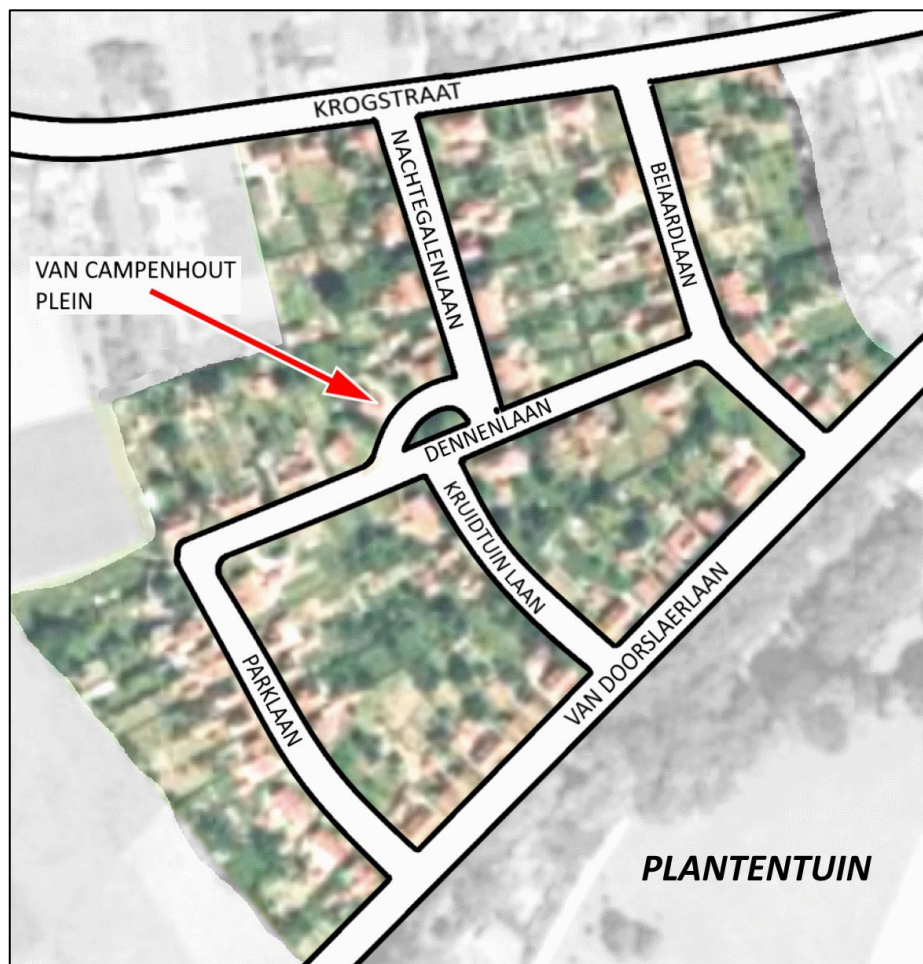 KROGSTRAAT
NACHTEGALENLAAN
BEIAARDLAAN
VAN CAMPENHOUT
PLEIN
DENNENLAAN
KRUIDTUIN LAAN
PARKLAAN
VAN DOORSLAERLAAN
PLANTENTUIN